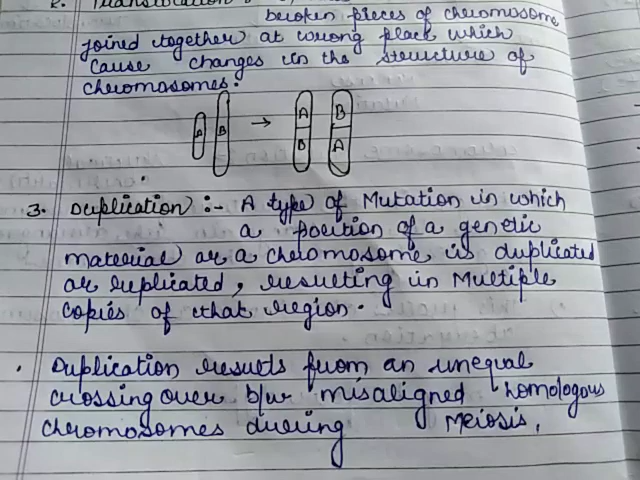 2. Translocation
broken pieces of chromosome
joined together at wrong place which
cause changes in the structure of
chromosomes.
A B → A B B A
3. Duplication :- A type of Mutation in which
a portion of a genetic
material or a chromosome is duplicated
or replicated, resulting in Multiple
copies of that region.
. Duplication results from an unequal
crossing over b/w misaligned homologous
chromosomes during meiosis.